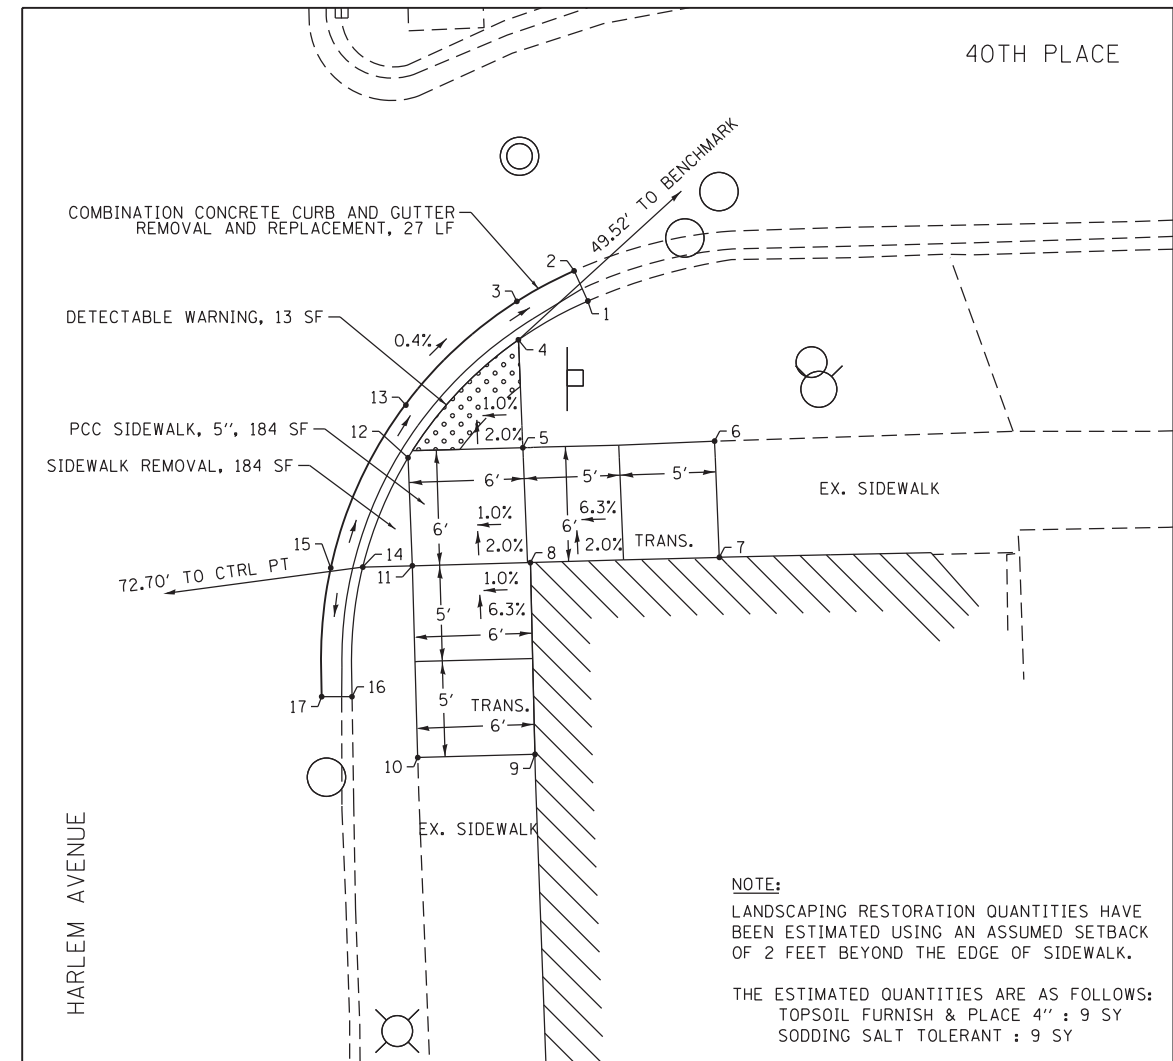 40TH PLACE
49.52' TO BENCHMARK
COMBINATION CONCRETE CURB AND GUTTER
REMOVAL AND REPLACEMENT, 27 LF
2
3
1
DETECTABLE WARNING, 13 SF
0.4%
4
13
1.0%
PCC SIDEWALK, 5", 184 SF
12
2.0%
5
6
SIDEWALK REMOVAL, 184 SF
6'
5'
5'
EX. SIDEWALK
6'
1.0%
6'
6.3%
2.0%
2.0%
TRANS.
15
14
8
7
72.70' TO CTRL PT
11
1.0%
5'
6.3%
6'
16
17
5'
TRANS.
6'
10
9
EX. SIDEWALK
HARLEM AVENUE
NOTE:
LANDSCAPING RESTORATION QUANTITIES HAVE
BEEN ESTIMATED USING AN ASSUMED SETBACK
OF 2 FEET BEYOND THE EDGE OF SIDEWALK.
THE ESTIMATED QUANTITIES ARE AS FOLLOWS:
TOPSOIL FURNISH & PLACE 4" : 9 SY
SODDING SALT TOLERANT : 9 SY